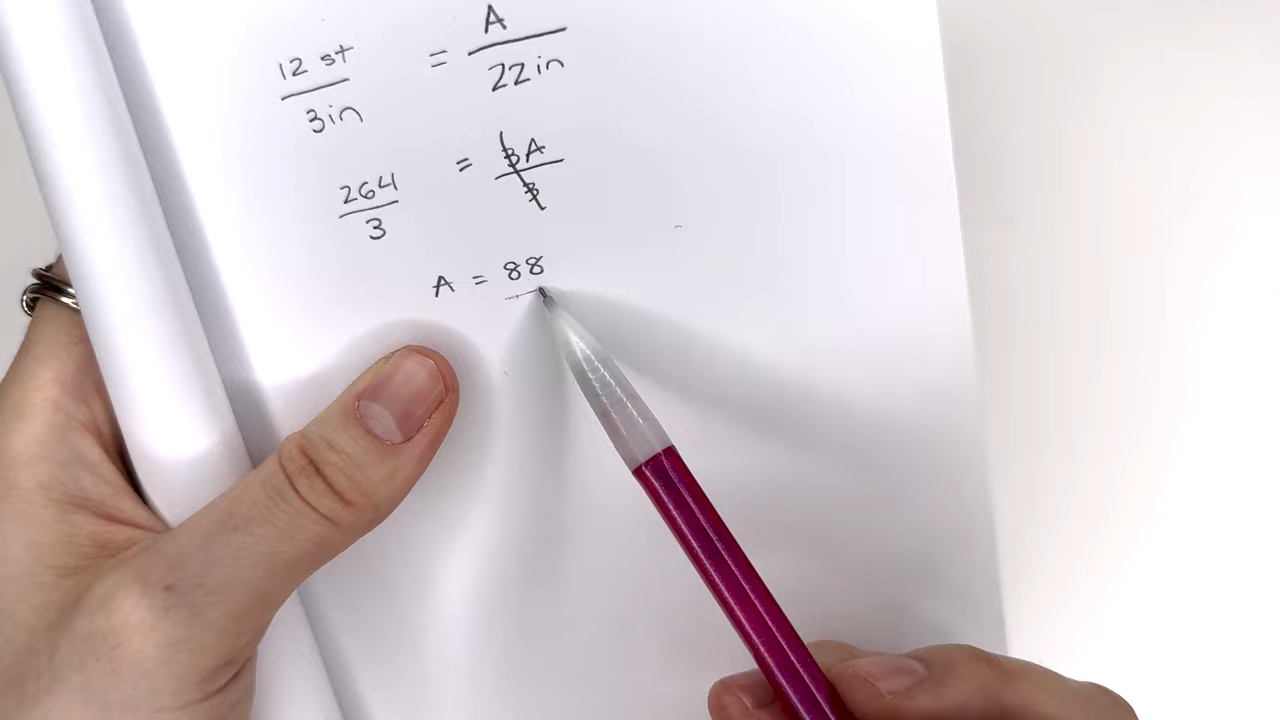 12 st = A
3in 22in
264 = 3A
3 3
A = 88